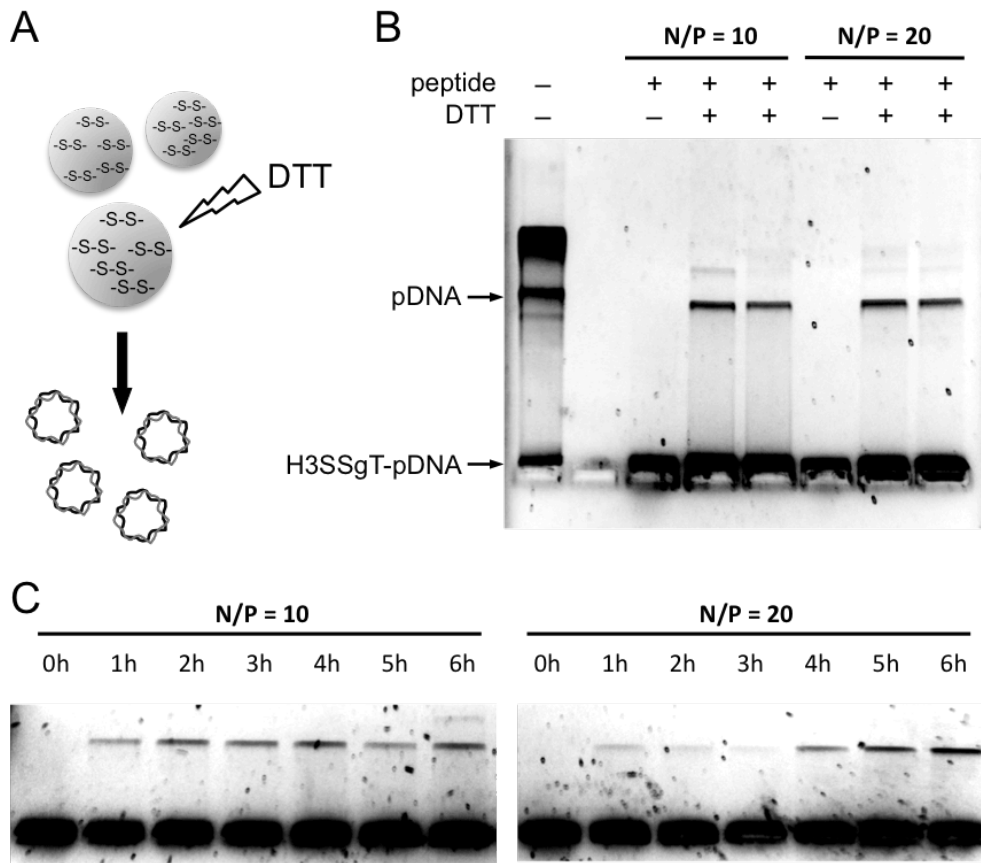 A
-S-S-
-S-S-
-S-S- -S-S-
-S-S-
-S-S-
-S-S-
-S-S-
-S-S-
-S-S-
-S-S-
DTT
-S-S-
-S-S- -S-S-
-S-S-
-S-S-
B
N/P = 10 N/P = 20
peptide – + + + + + +
DTT – – + + – + +
pDNA
H3SSgT-pDNA
C
N/P = 10
0h 1h 2h 3h 4h 5h 6h
N/P = 20
0h 1h 2h 3h 4h 5h 6h